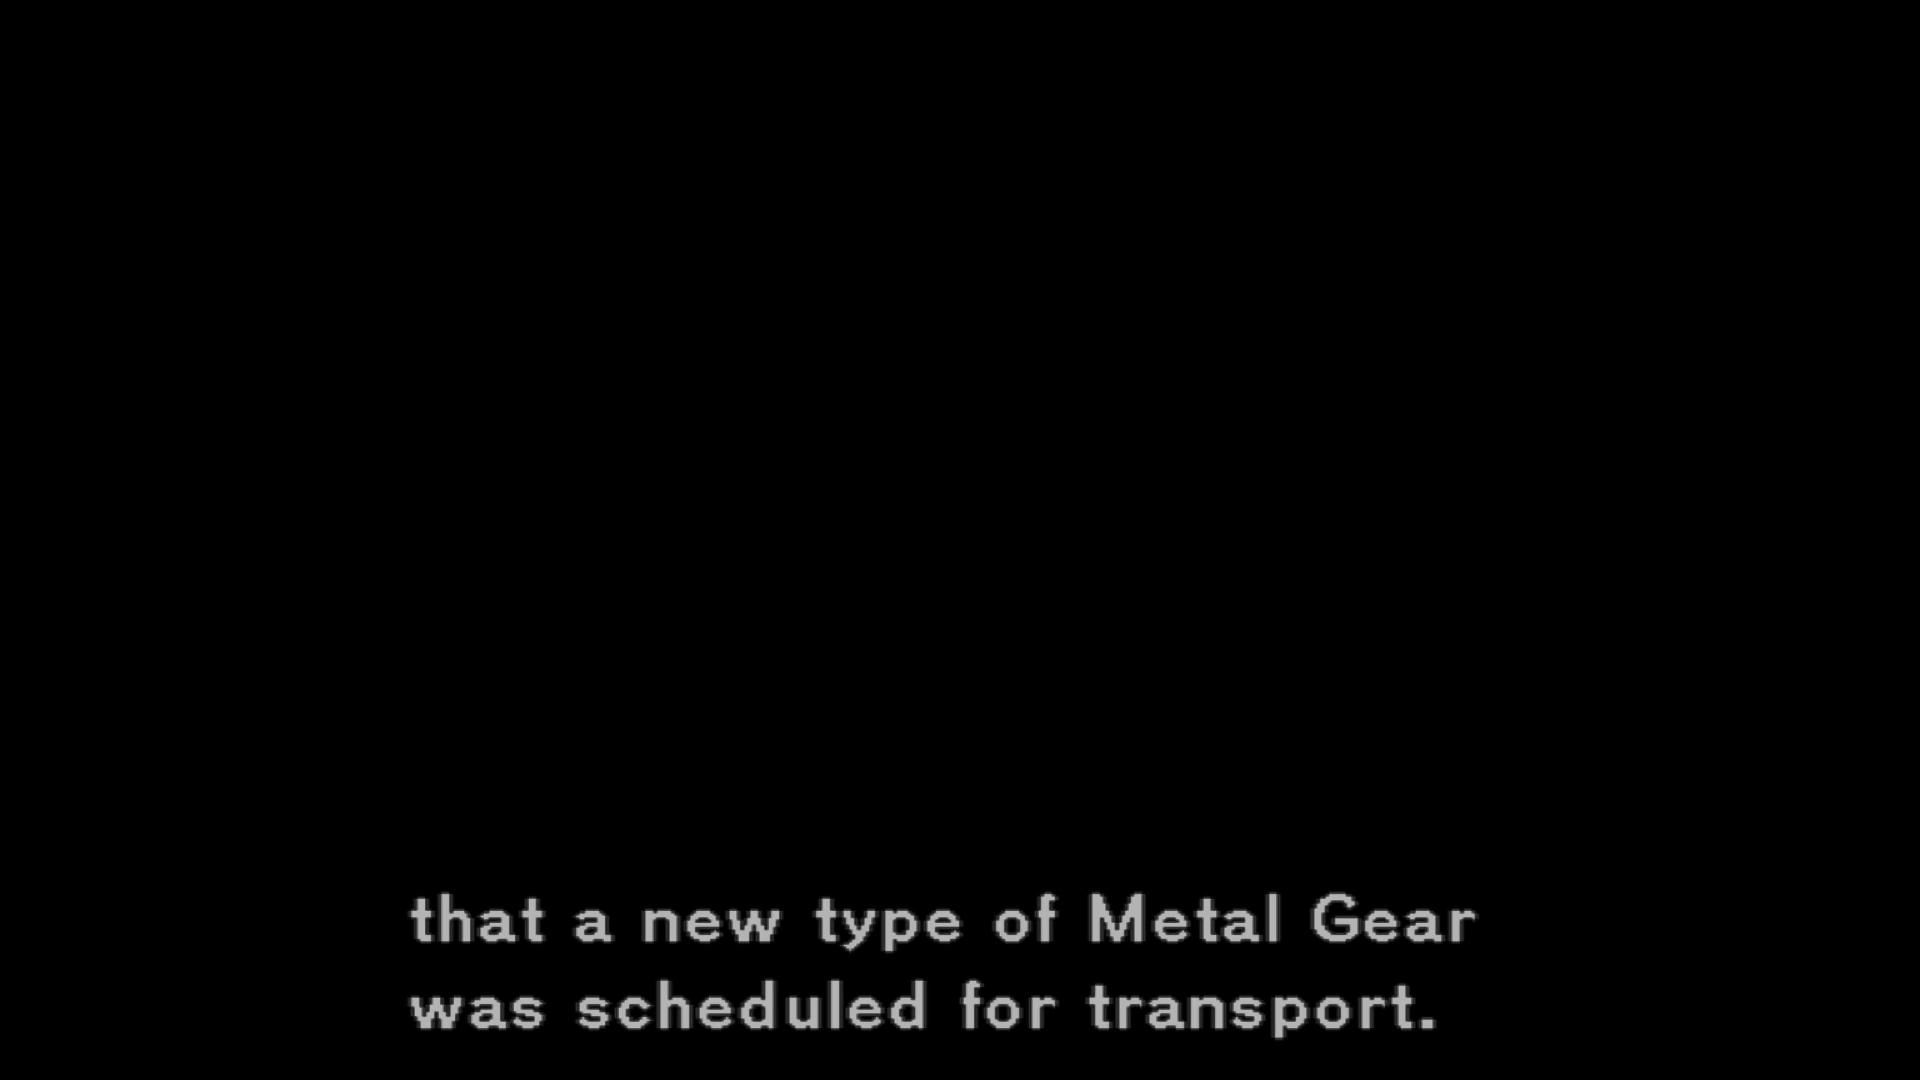 that a new type of Metal Gear
was scheduled for transport.